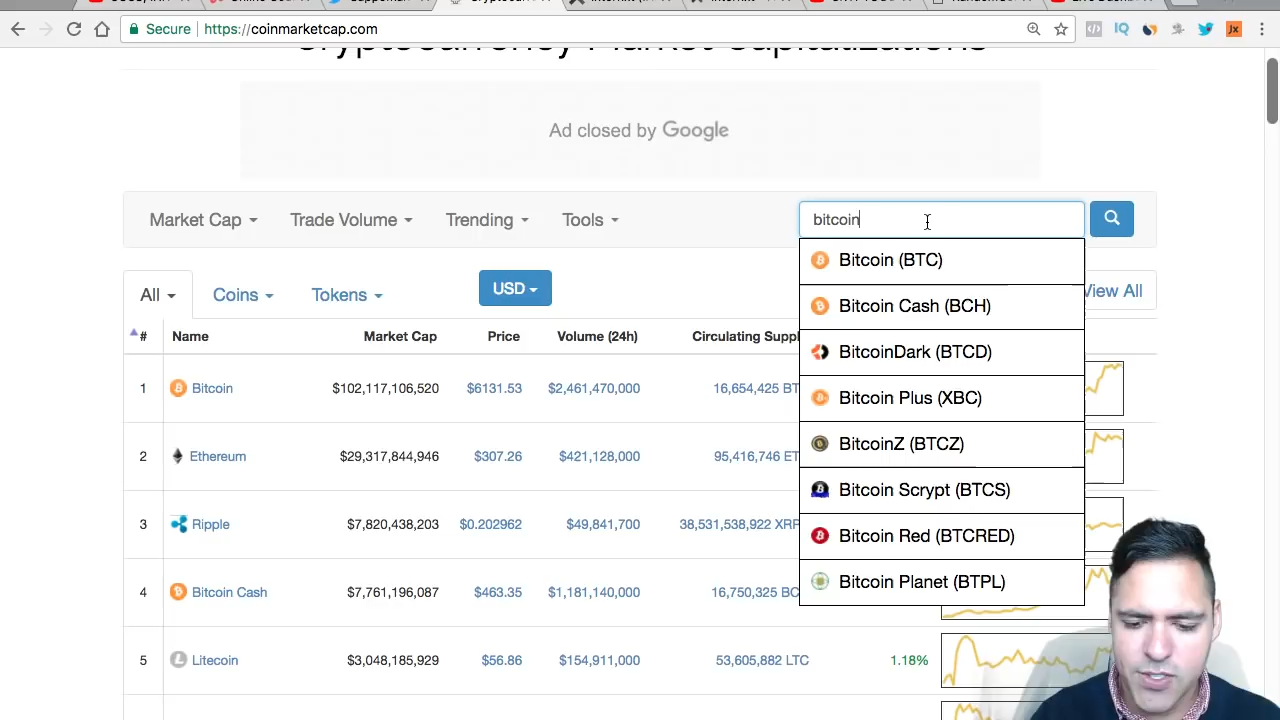 Secure https://coinmarketcap.com
Cryptocurrency Market Capitalizations
Ad closed by Google
Market Cap Trade Volume Trending Tools bitcoin
Bitcoin (BTC)
Bitcoin Cash (BCH)
BitcoinDark (BTCD)
Bitcoin Plus (XBC)
BitcoinZ (BTCZ)
Bitcoin Scrypt (BTCS)
Bitcoin Red (BTCRED)
Bitcoin Planet (BTPL)
All Coins Tokens USD View All
# Name Market Cap Price Volume (24h) Circulating
1 Bitcoin $102,117,106,520 $6131.53 $2,461,470,000 16,654,425
2 Ethereum $29,317,844,946 $307.26 $421,128,000 95,416,746
3 Ripple $7,820,438,203 $0.202962 $49,841,700 38,531,538,922 XRP
4 Bitcoin Cash $7,761,196,087 $463.35 $1,181,140,000 16,750,325
5 Litecoin $3,048,185,929 $56.86 $154,911,000 53,605,882 LTC 1.18%